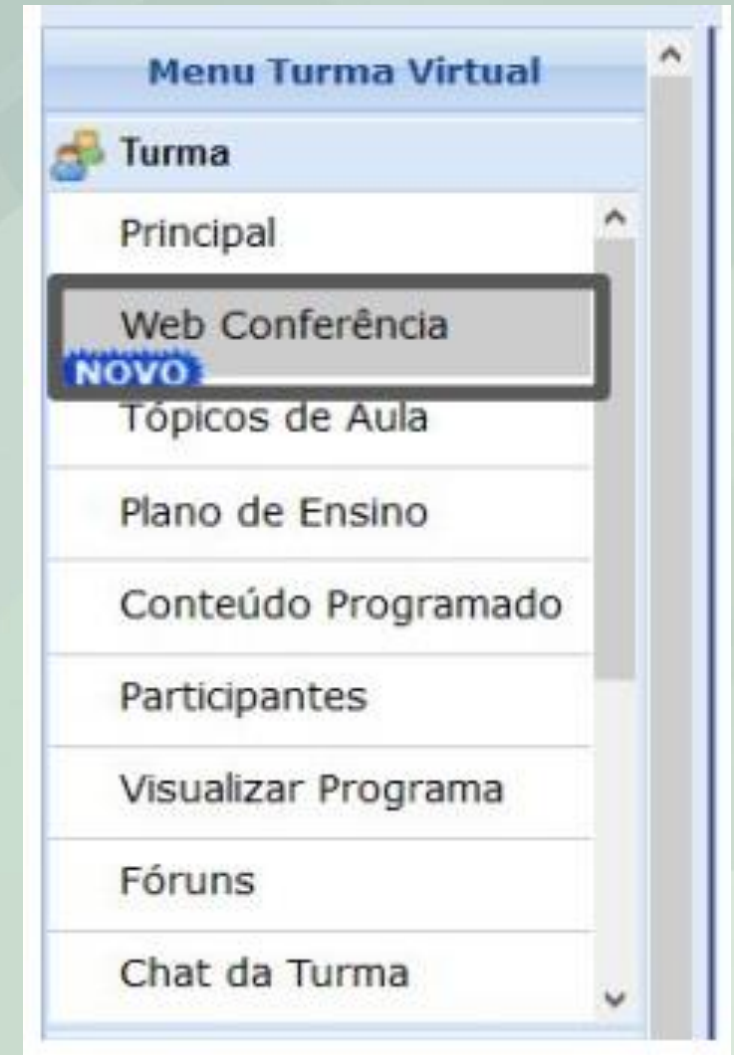 Menu Turma Virtual
Turma
Principal
Web Conferência
NOVO
Tópicos de Aula
Plano de Ensino
Conteúdo Programado
Participantes
Visualizar Programa
Fóruns
Chat da Turma